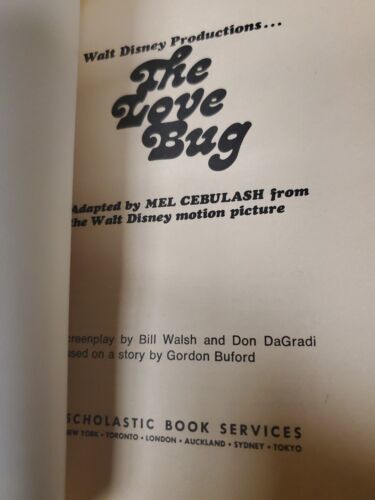 Walt Disney Productions...
The
Love
Bug
Adapted by MEL CEBULASH from
the Walt Disney motion picture
creenplay by Bill Walsh and Don DaGradi
ased on a story by Gordon Buford
SCHOLASTIC BOOK SERVICES
NEW YORK • TORONTO • LONDON • AUCKLAND • SYDNEY • TOKYO